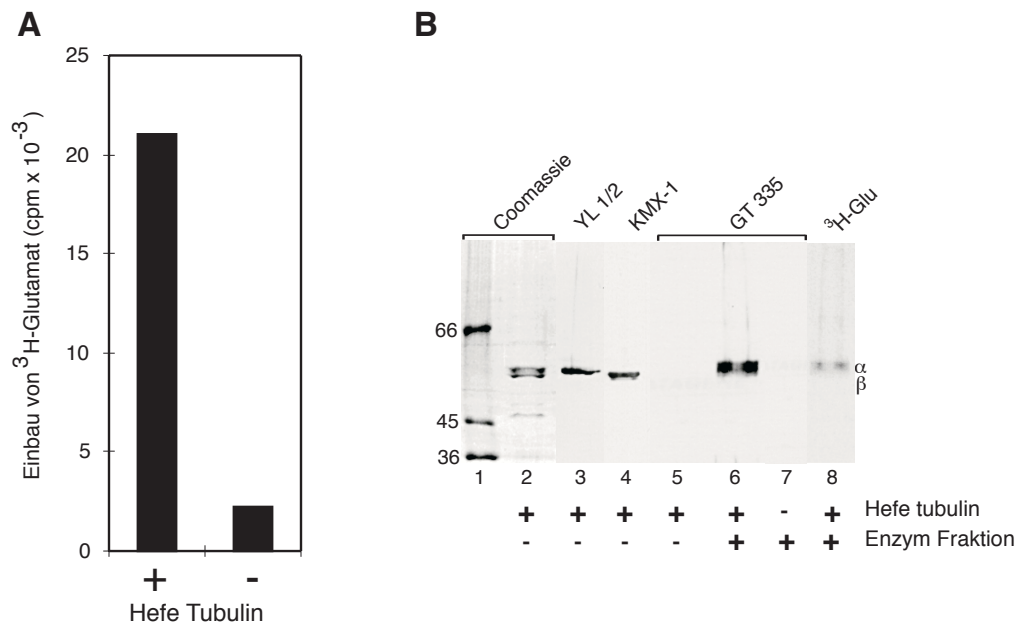 A
Einbau von ³H-Glutamat (cpm x 10⁻³)
25
20
15
10
5
0
+ -
Hefe Tubulin
B
Coomassie YL 1/2 KMX-1 GT 335 ³H-Glu
66
45
36
α
β
1 2 3 4 5 6 7 8
+ + + + + - + Hefe tubulin
- - - - + + + Enzym Fraktion